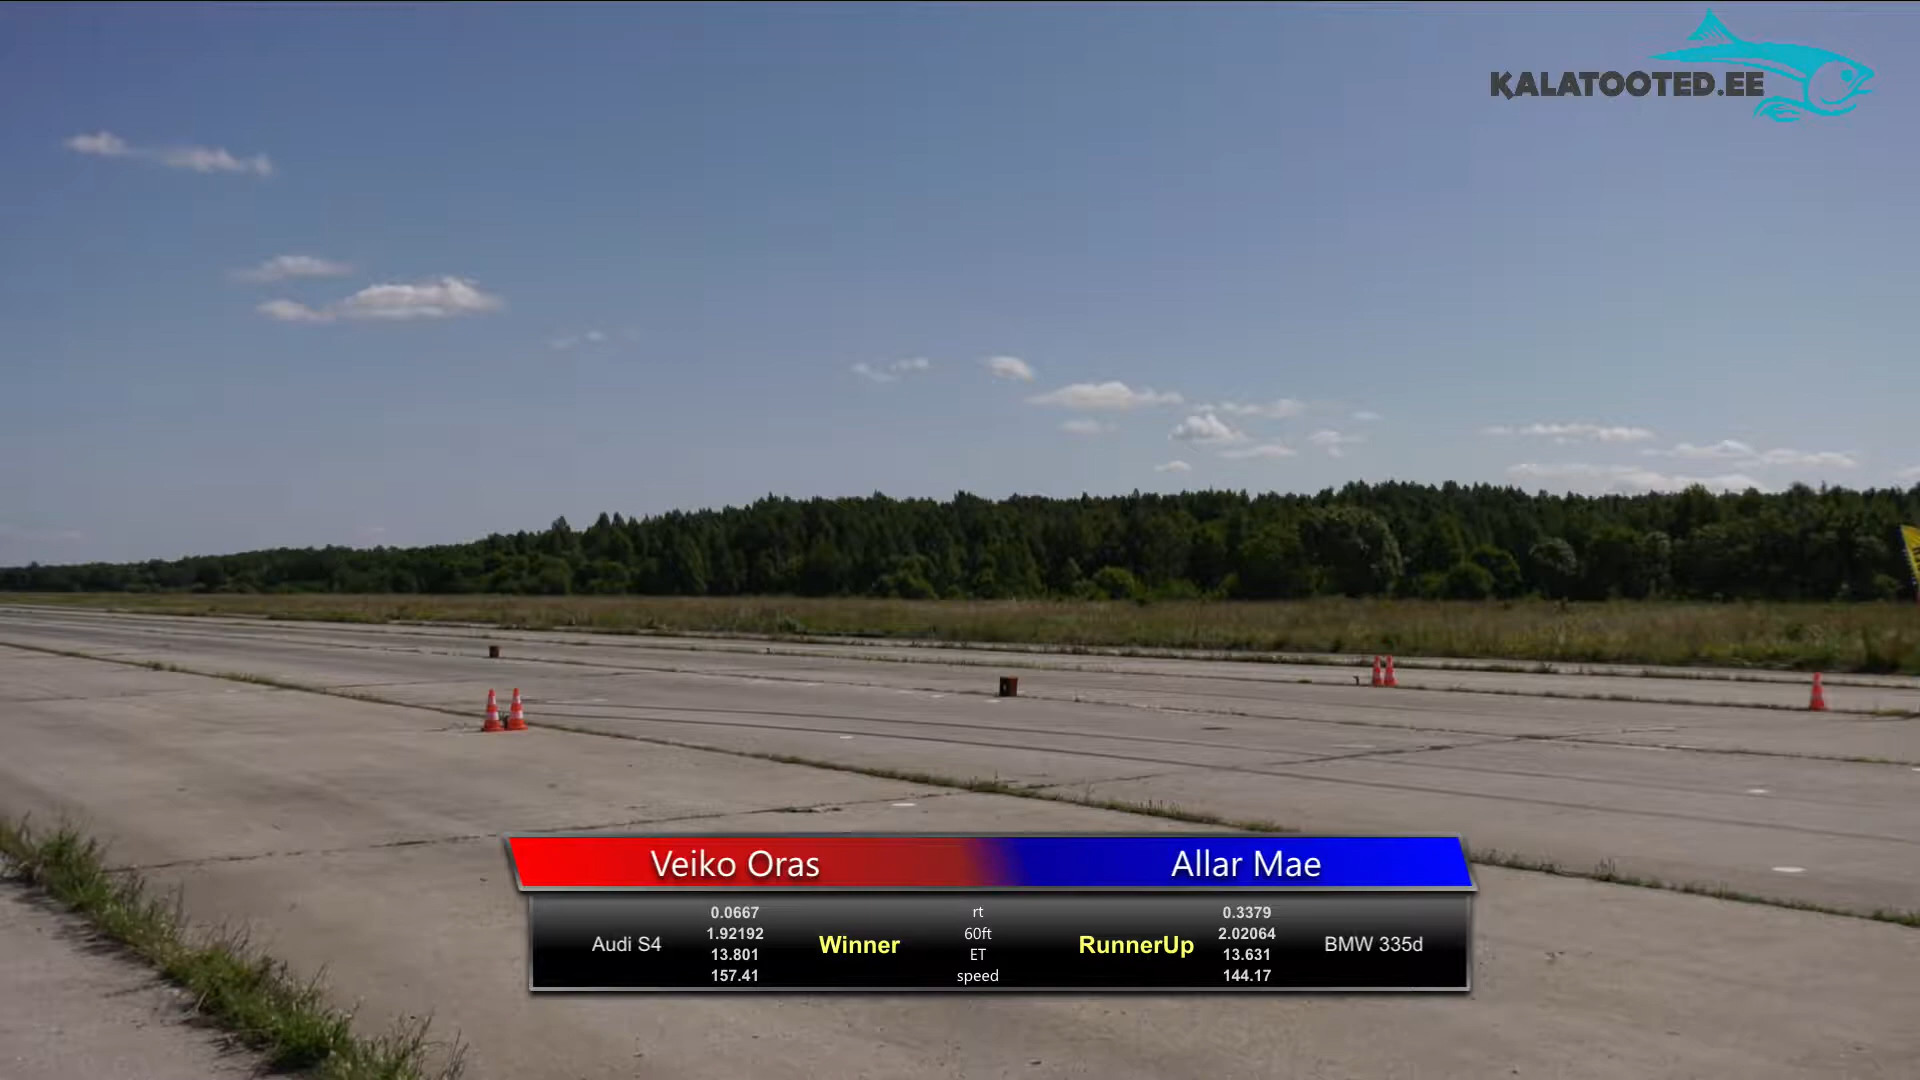 KALATOOTED.EE
Veiko Oras
Allar Mae
0.0667 rt 0.3379
1.92192 60ft 2.02064
Audi S4 Winner RunnerUp BMW 335d
13.801 ET 13.631
157.41 speed 144.17